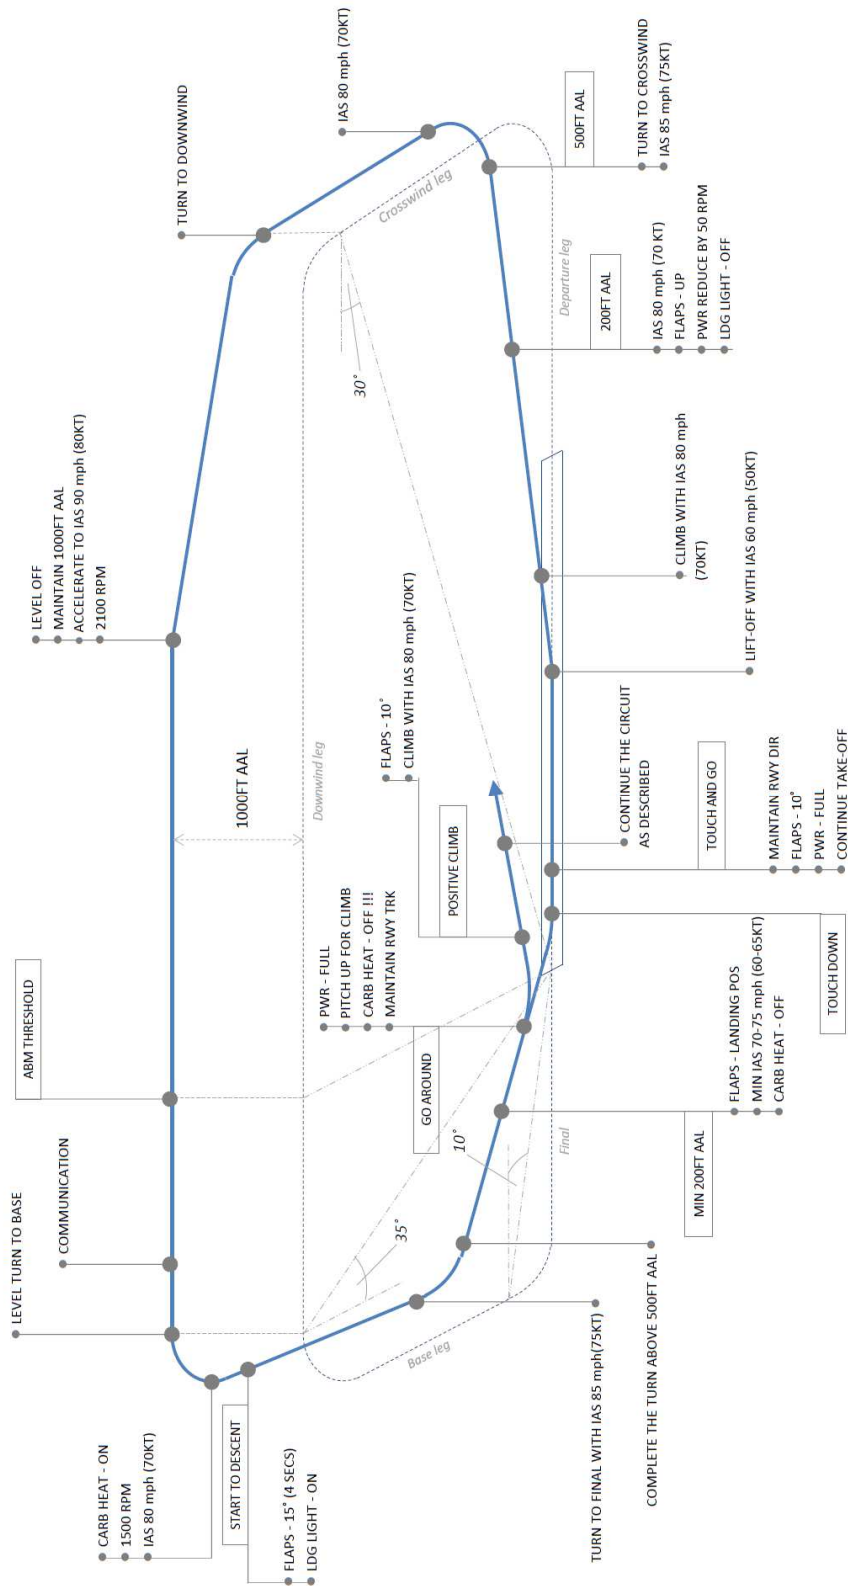 LEVEL TURN TO BASE
COMMUNICATION
ABM THRESHOLD
LEVEL OFF
MAINTAIN 1000FT AAL
ACCELERATE TO IAS 90 mph (80KT)
2100 RPM
TURN TO DOWNWIND
IAS 80 mph (70KT)
CARB HEAT - ON
1500 RPM
IAS 80 mph (70KT)
START TO DESCENT
FLAPS - 15˚ (4 SECS)
LDG LIGHT - ON
1000FT AAL
Downwind leg
Crosswind leg
30˚
PWR - FULL
PITCH UP FOR CLIMB
CARB HEAT - OFF !!!
MAINTAIN RWY TRK
GO AROUND
FLAPS - 10˚
CLIMB WITH IAS 80 mph (70KT)
POSITIVE CLIMB
35˚
10˚
Base leg
Final
Departure leg
500FT AAL
TURN TO CROSSWIND
IAS 85 mph (75KT)
200FT AAL
IAS 80 mph (70 KT)
FLAPS - UP
PWR REDUCE BY 50 RPM
LDG LIGHT - OFF
CLIMB WITH IAS 80 mph
(70KT)
LIFT-OFF WITH IAS 60 mph (50KT)
CONTINUE THE CIRCUIT
AS DESCRIBED
TOUCH AND GO
MAINTAIN RWY DIR
FLAPS - 10˚
PWR - FULL
CONTINUE TAKE-OFF
TOUCH DOWN
MIN 200FT AAL
FLAPS - LANDING POS
MIN IAS 70-75 mph (60-65KT)
CARB HEAT - OFF
TURN TO FINAL WITH IAS 85 mph(75KT)
COMPLETE THE TURN ABOVE 500FT AAL